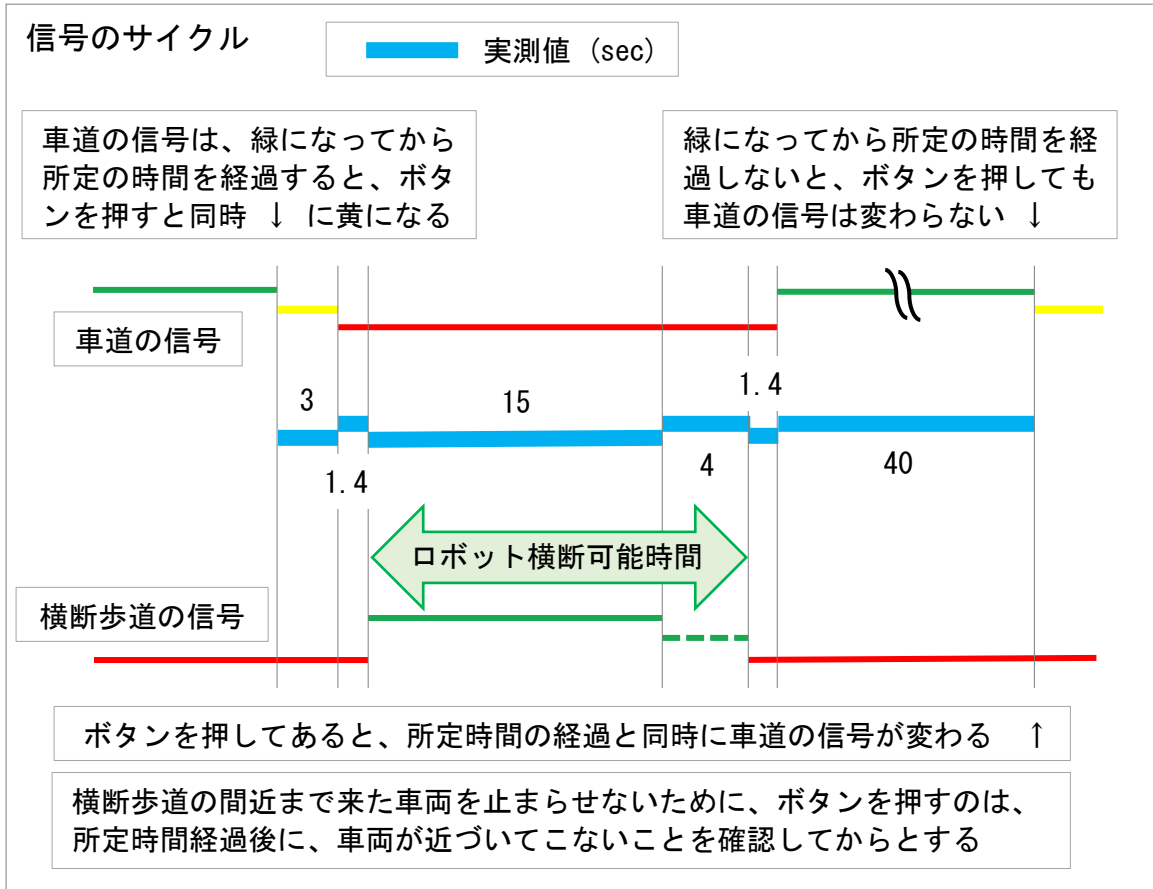 信号のサイクル
実測値 (sec)
車道の信号は、緑になってから
所定の時間を経過すると、ボタ
ンを押すと同時 ↓ に黄になる
緑になってから所定の時間を経
過しないと、ボタンを押しても
車道の信号は変わらない ↓
車道の信号
3
1.4
15
4
1.4
40
ロボット横断可能時間
横断歩道の信号
ボタンを押してあると、所定時間の経過と同時に車道の信号が変わる ↑
横断歩道の間近まで来た車両を止まらせないために、ボタンを押すのは、
所定時間経過後に、車両が近づいてこないことを確認してからとする